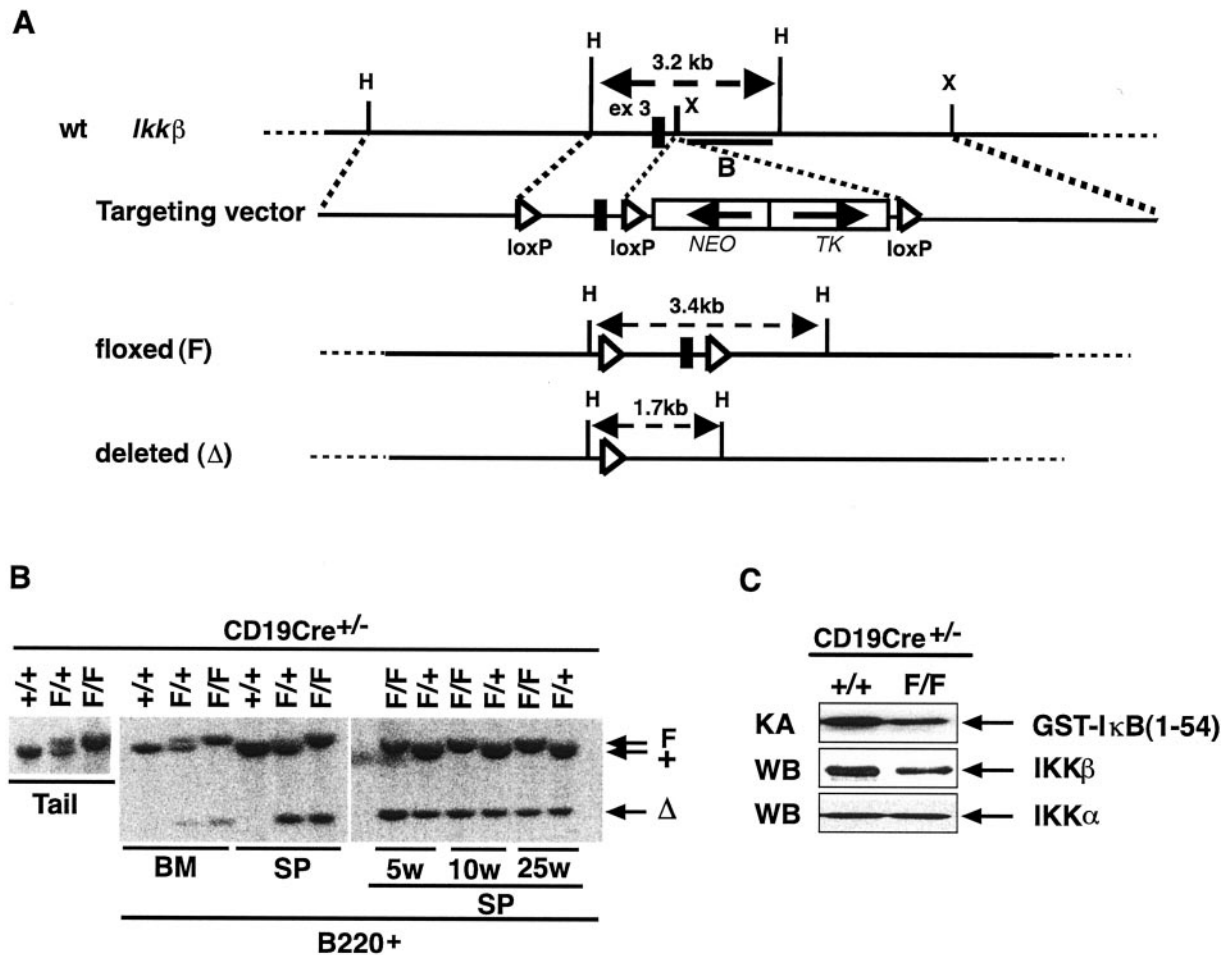 A
H H H
3.2 kb
ex 3 X X
wt Ikkβ
B
Targeting vector
loxP loxP NEO TK loxP
H H
3.4kb
floxed (F)
H H
1.7kb
deleted (Δ)
B
CD19Cre+/-
+/+ F/+ F/F +/+ F/+ F/F +/+ F/+ F/F F/F F/+ F/F F/+ F/F F/+
F
+
Δ
Tail
BM SP 5w 10w 25w
SP
B220+
C
CD19Cre+/-
+/+ F/F
KA GST-IκB(1-54)
WB IKKβ
WB IKKα